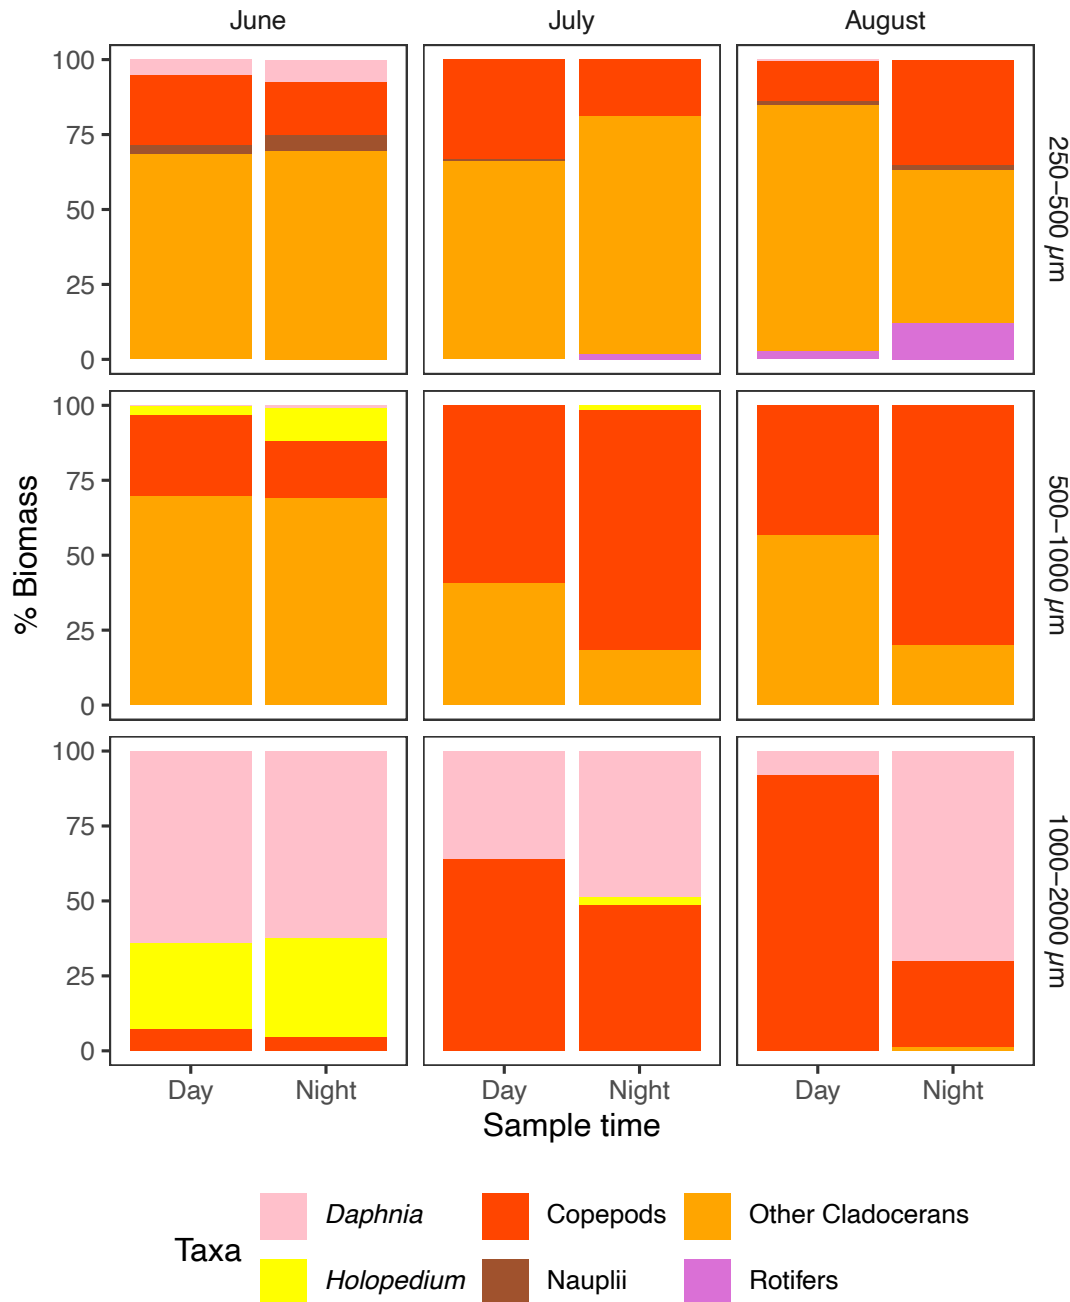 June July August
100
75
50
25
0
250–500 µm
100
75
50
25
0
500–1000 µm
100
75
50
25
0
1000–2000 µm
% Biomass
Day Night Day Night Day Night
Sample time
Taxa
Daphnia Copepods Other Cladocerans
Holopedium Nauplii Rotifers